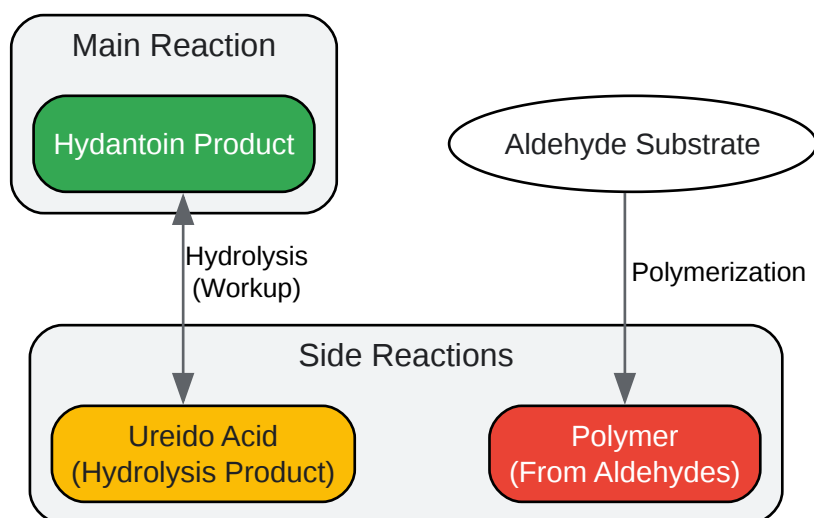 Main Reaction
Hydantoin Product
Aldehyde Substrate
Hydrolysis
(Workup)
Polymerization
Side Reactions
Ureido Acid
(Hydrolysis Product)
Polymer
(From Aldehydes)